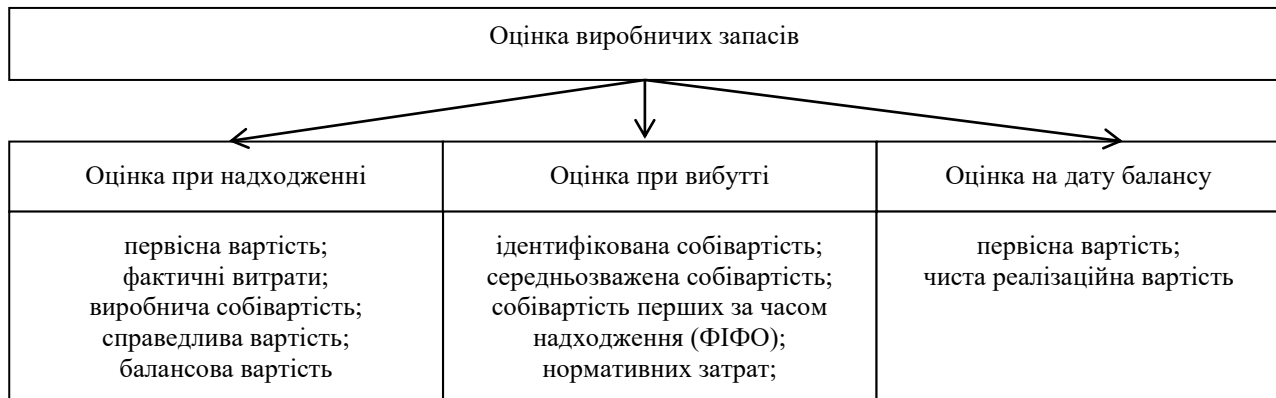 Оцінка виробничих запасів
Оцінка при надходженні
Оцінка при вибутті
Оцінка на дату балансу
первісна вартість;
фактичні витрати;
виробнича собівартість;
справедлива вартість;
балансова вартість
ідентифікована собівартість;
середньозважена собівартість;
собівартість перших за часом
надходження (ФІФО);
нормативних затрат;
первісна вартість;
чиста реалізаційна вартість